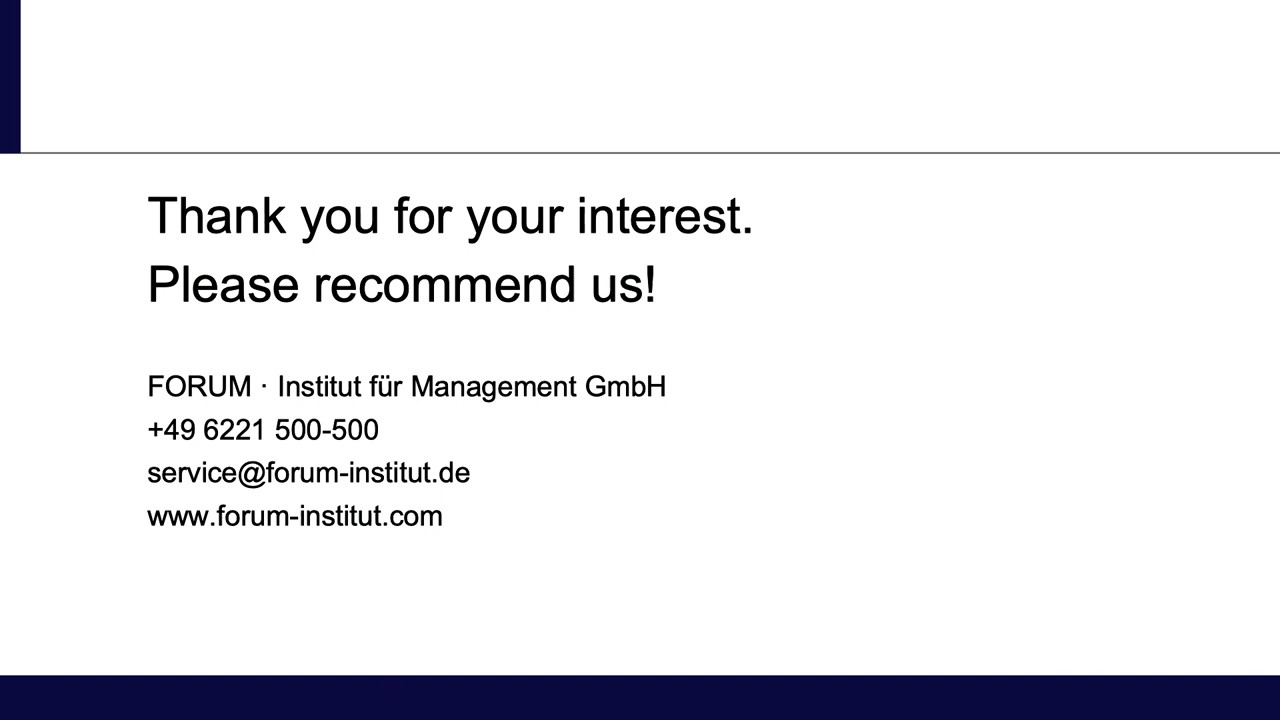 Thank you for your interest.
Please recommend us!
FORUM · Institut für Management GmbH
+49 6221 500-500
service@forum-institut.de
www.forum-institut.com